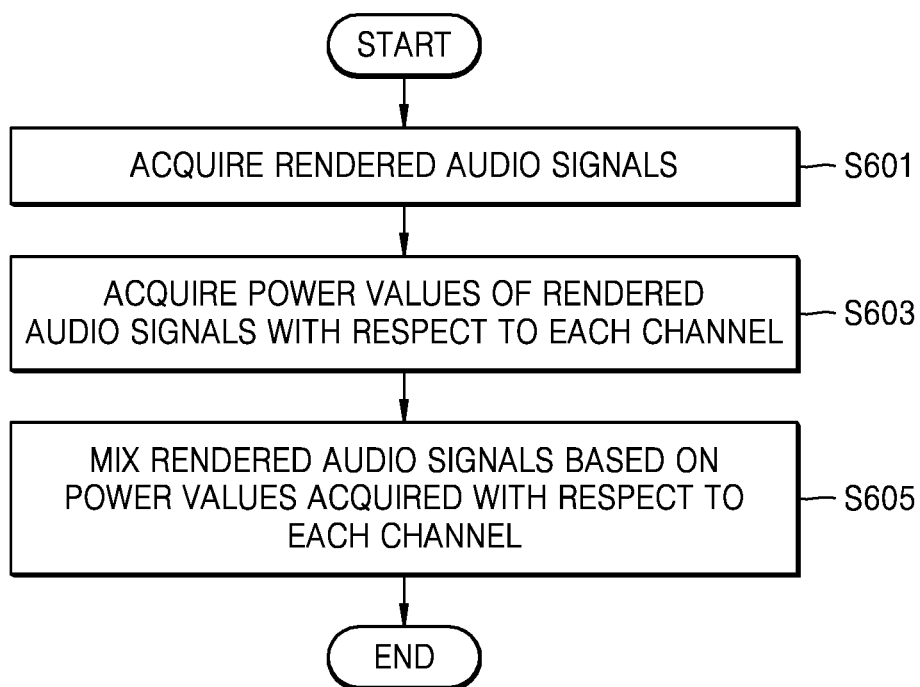 START
ACQUIRE RENDERED AUDIO SIGNALS
S601
ACQUIRE POWER VALUES OF RENDERED
AUDIO SIGNALS WITH RESPECT TO EACH CHANNEL
S603
MIX RENDERED AUDIO SIGNALS BASED ON
POWER VALUES ACQUIRED WITH RESPECT TO
EACH CHANNEL
S605
END